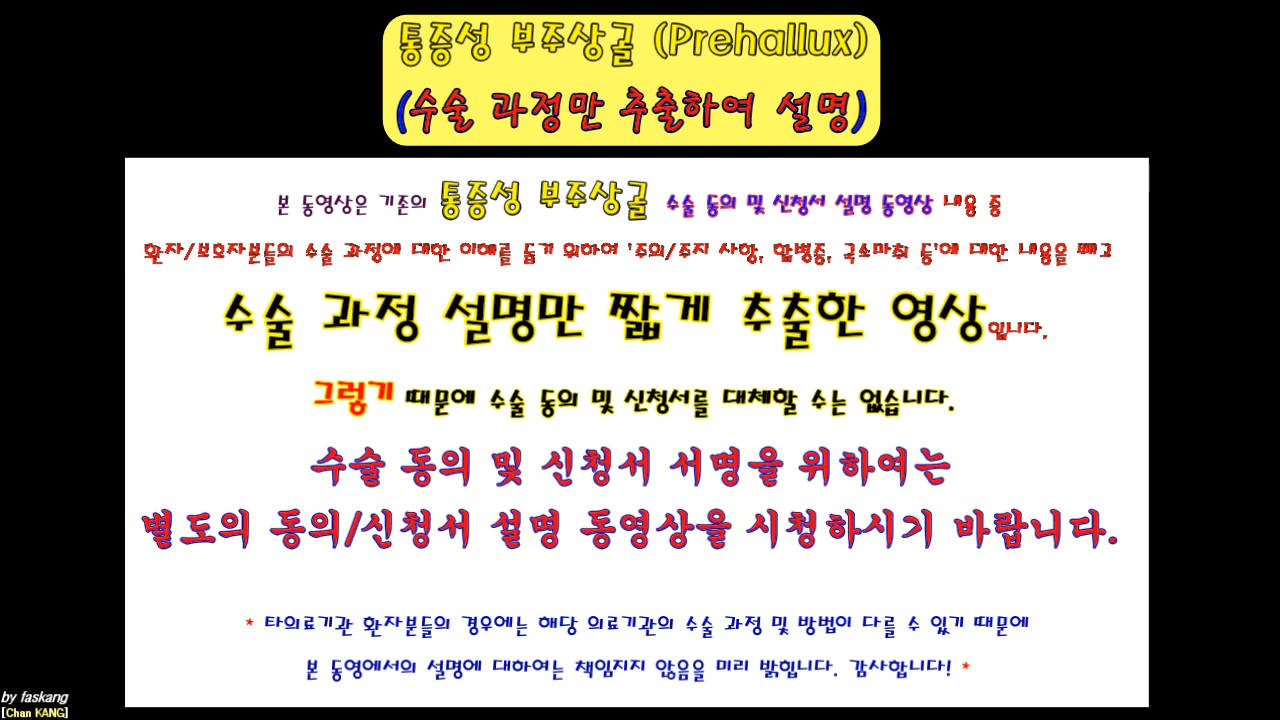 통증성 부주상골 (Prehallux)
(수술 과정만 추출하여 설명)
본 동영상은 기존의 통증성 부주상골 수술 동의 및 신청서 설명 동영상 내용 중
환자/보호자분들의 수술 과정에 대한 이해를 돕기 위하여 '주의/주지 사항, 합병증, 국소마취 등'에 대한 내용을 빼고
수술 과정 설명만 짧게 추출한 영상입니다.
그렇기 때문에 수술 동의 및 신청서를 대체할 수는 없습니다.
수술 동의 및 신청서 서명을 위하여는
별도의 동의/신청서 설명 동영상을 시청하시기 바랍니다.
* 타의료기관 환자분들의 경우에는 해당 의료기관의 수술 과정 및 방법이 다를 수 있기 때문에
본 동영에서의 설명에 대하여는 책임지지 않음을 미리 밝힙니다. 감사합니다! *
by faskang
[Chan KANG]